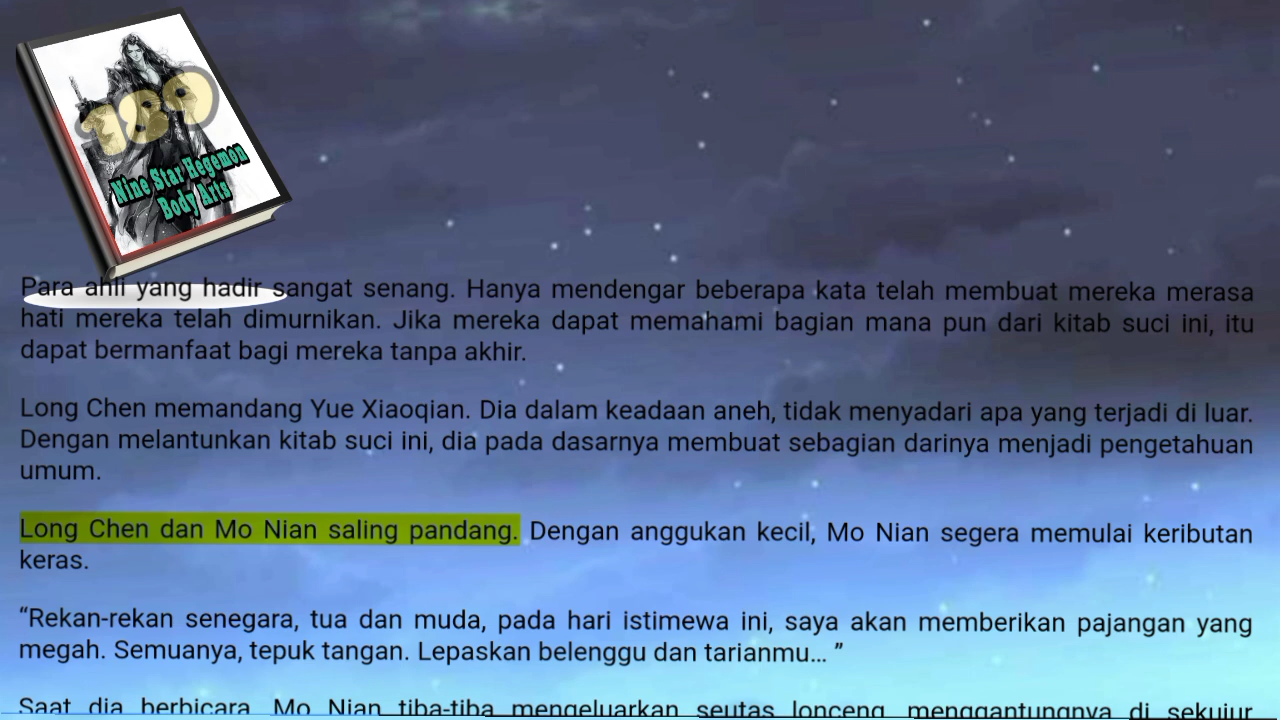 189
Nine Star Hegemon
Body Arts
Para ahli yang hadir sangat senang. Hanya mendengar beberapa kata telah membuat mereka merasa
hati mereka telah dimurnikan. Jika mereka dapat memahami bagian mana pun dari kitab suci ini, itu
dapat bermanfaat bagi mereka tanpa akhir.
Long Chen memandang Yue Xiaoqian. Dia dalam keadaan aneh, tidak menyadari apa yang terjadi di luar.
Dengan melantunkan kitab suci ini, dia pada dasarnya membuat sebagian darinya menjadi pengetahuan
umum.
Long Chen dan Mo Nian saling pandang. Dengan anggukan kecil, Mo Nian segera memulai keributan
keras.
“Rekan-rekan senegara, tua dan muda, pada hari istimewa ini, saya akan memberikan pajangan yang
megah. Semuanya, tepuk tangan. Lepaskan belenggu dan tarianmu… ”
Saat dia berbicara, Mo Nian tiba-tiba mengeluarkan seutas lonceng, menggantungnya di sekujur